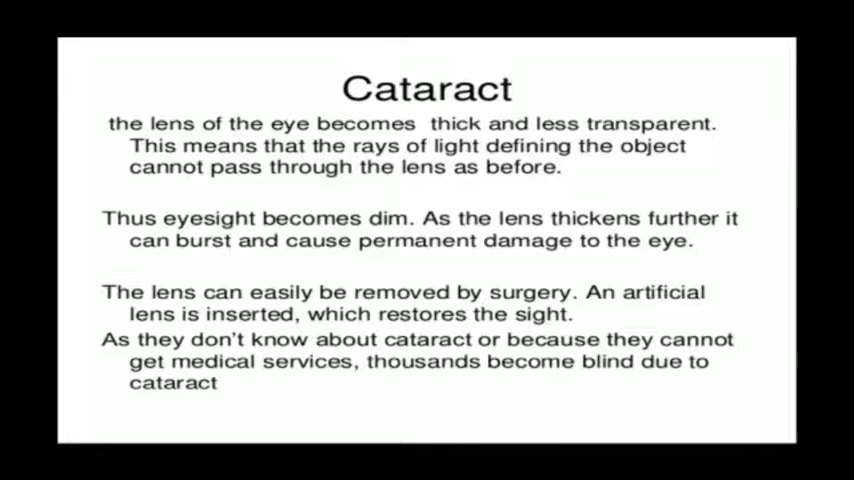 Cataract
the lens of the eye becomes thick and less transparent.
This means that the rays of light defining the object
cannot pass through the lens as before.
Thus eyesight becomes dim. As the lens thickens further it
can burst and cause permanent damage to the eye.
The lens can easily be removed by surgery. An artificial
lens is inserted, which restores the sight.
As they don't know about cataract or because they cannot
get medical services, thousands become blind due to
cataract